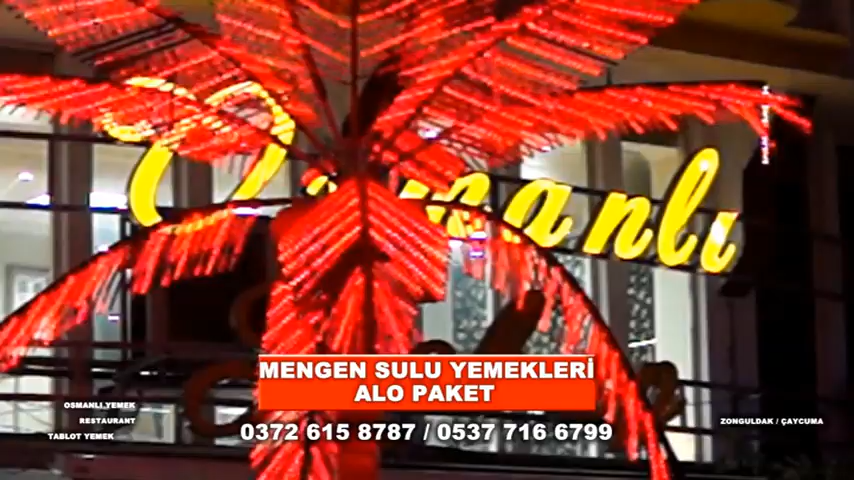 Osmanlı
MENGEN SULU YEMEKLERİ
ALO PAKET
0372 615 8787 / 0537 716 6799
OSMANLI YEMEK
RESTAURANT
TABLOT YEMEK
ZONGULDAK / ÇAYCUMA